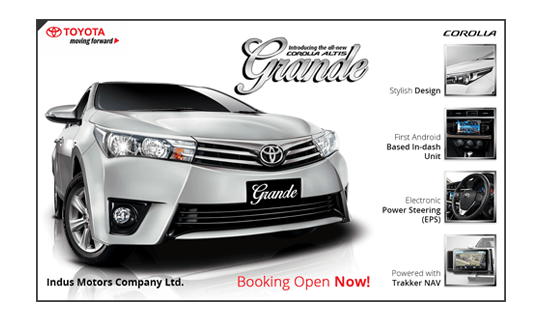 TOYOTA
moving forward
COROLLA
Introducing the all-new
COROLLA ALTIS
Grande
Stylish Design
First Android
Based In-dash
Unit
Grande
Electronic
Power Steering
(EPS)
Powered with
Trakker NAV
Indus Motors Company Ltd.
Booking Open Now!